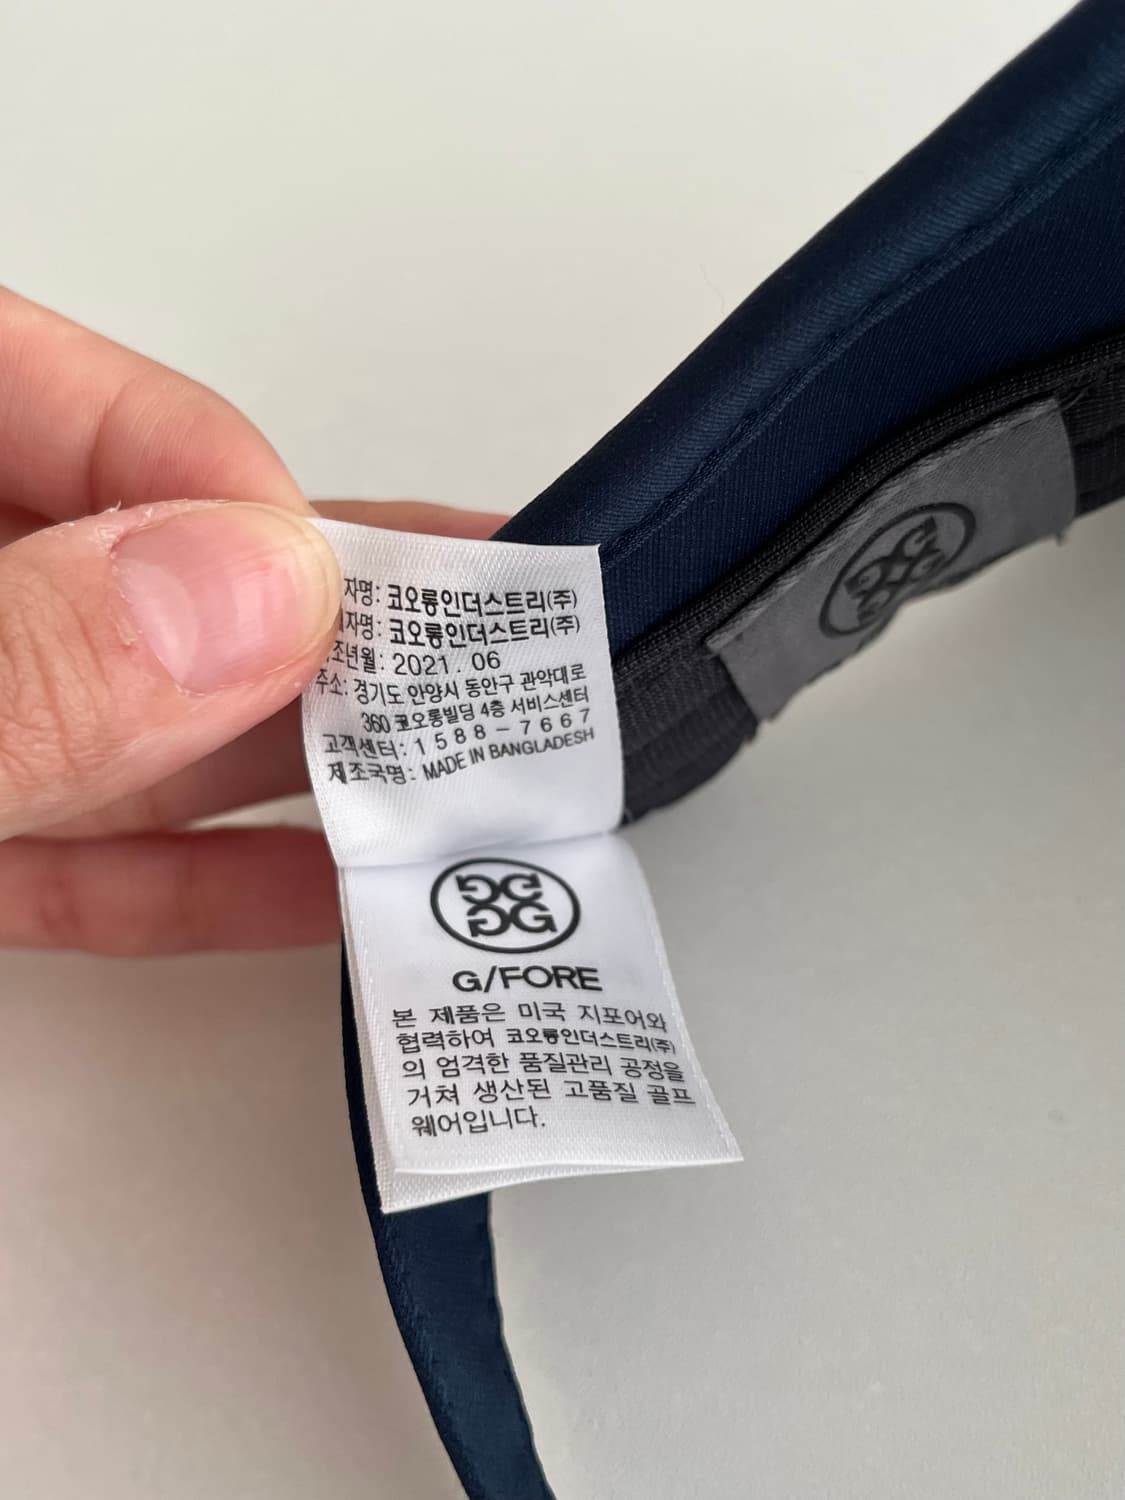 자명: 코오롱인더스트리(주)
자명: 코오롱인더스트리(주)
조년월: 2021. 06
주소: 경기도 안양시 동안구 관악대로
360 코오롱빌딩 4층 서비스센터
고객센터: 1588-7667
제조국명: MADE IN BANGLADESH
G/FORE
본 제품은 미국 지포어와
협력하여 코오롱인더스트리(주)
의 엄격한 품질관리 공정을
거쳐 생산된 고품질 골프
웨어입니다.